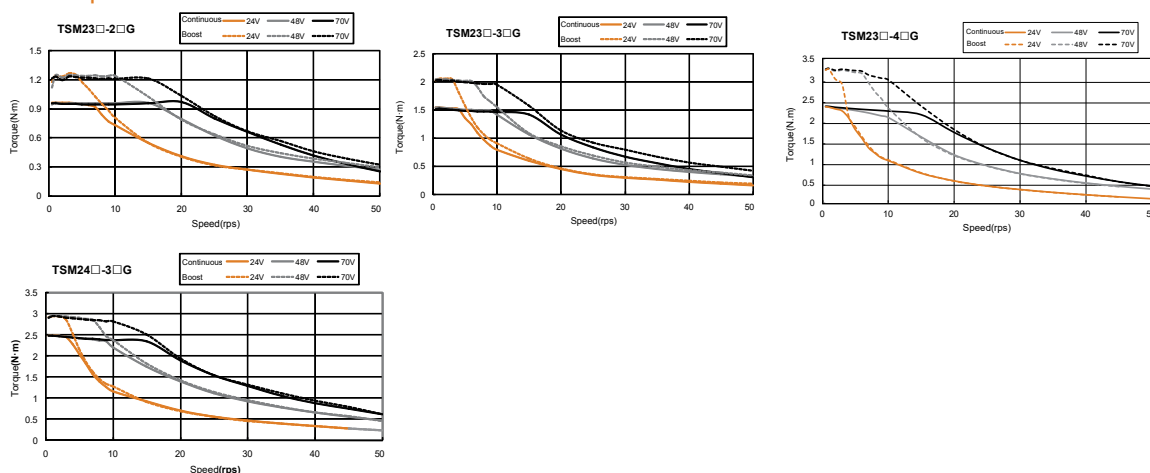 TSM23□-2□G
Continuous 24V 48V 70V
Boost 24V 48V 70V
Torque(N·m)
1.5
1.2
0.9
0.6
0.3
0
0 10 20 30 40 50
Speed(rps)
TSM23□-3□G
Continuous 24V 48V 70V
Boost 24V 48V 70V
Torque(N·m)
2.5
2
1.5
1
0.5
0
0 10 20 30 40 50
Speed(rps)
TSM23□-4□G
Continuous 24V 48V 70V
Boost 24V 48V 70V
Torque(N.m)
3.5
3
2.5
2
1.5
1
0.5
0
0 10 20 30 40 50
Speed(rps)
TSM24□-3□G
Continuous 24V 48V 70V
Boost 24V 48V 70V
Torque(N·m)
3.5
3
2.5
2
1.5
1
0.5
0
0 10 20 30 40 50
Speed(rps)